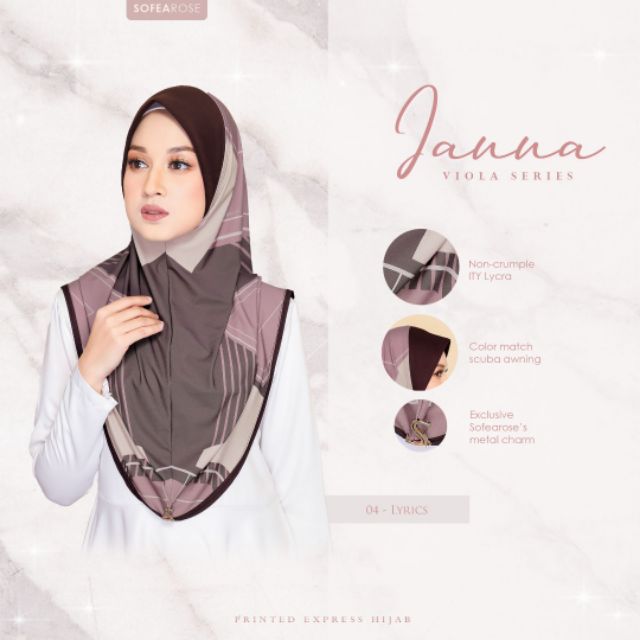 SOFEAROSE
Janna
VIOLA SERIES
Non-crumple
ITY Lycra
Color match
scuba awning
Exclusive
Sofearose's
metal charm
04 - LYRICS
PRINTED EXPRESS HIJAB